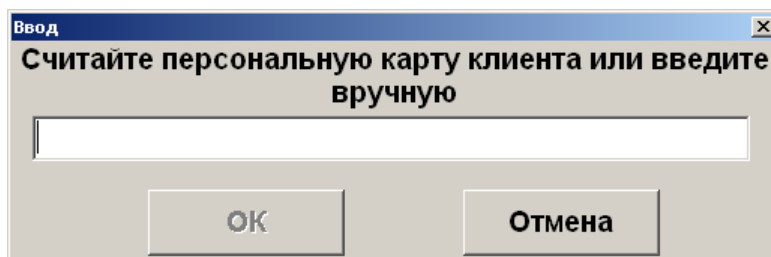 Ввод
Считайте персональную карту клиента или введите
вручную
ОК
Отмена